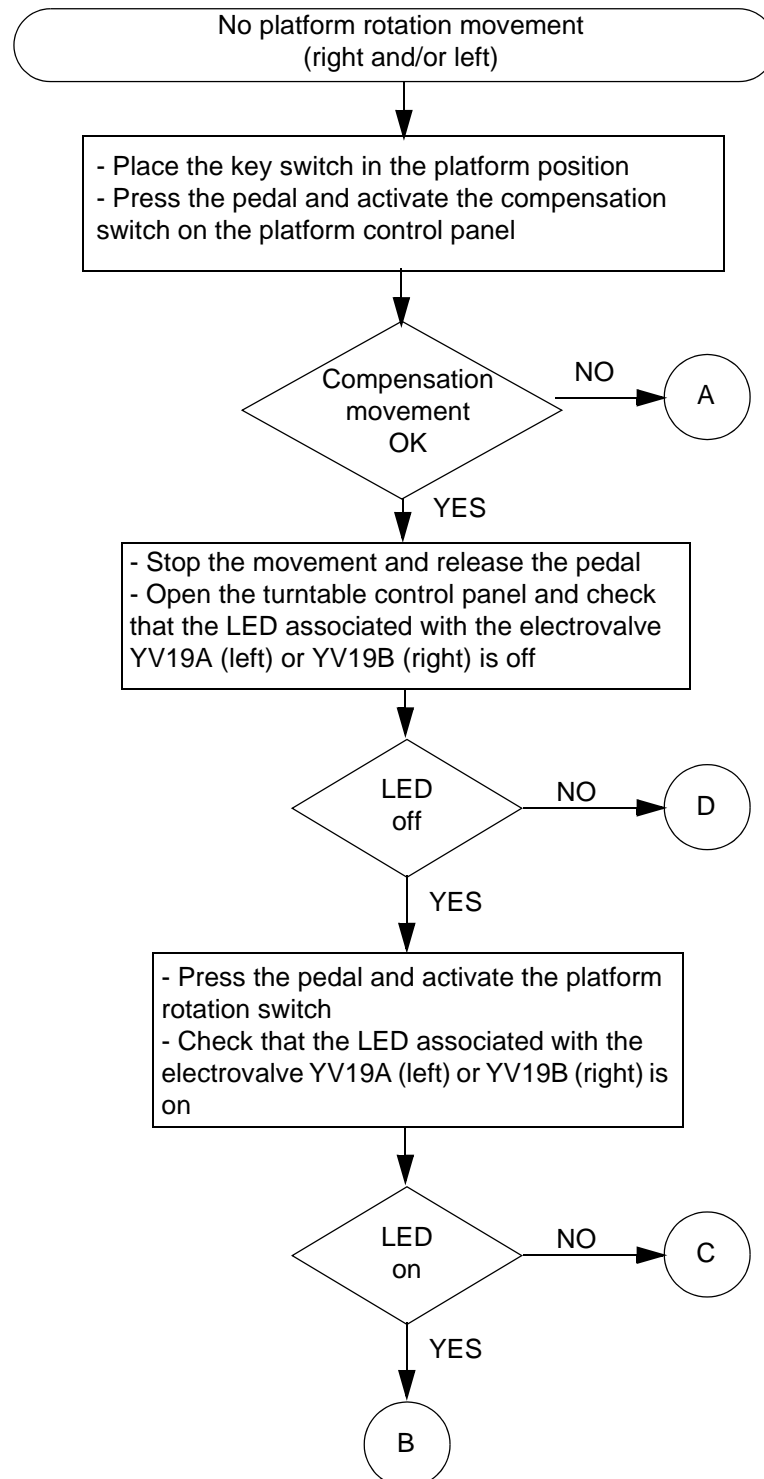 No platform rotation movement
(right and/or left)
- Place the key switch in the platform position
- Press the pedal and activate the compensation
switch on the platform control panel
Compensation
movement
OK
NO
A
YES
- Stop the movement and release the pedal
- Open the turntable control panel and check
that the LED associated with the electrovalve
YV19A (left) or YV19B (right) is off
LED
off
NO
D
YES
- Press the pedal and activate the platform
rotation switch
- Check that the LED associated with the
electrovalve YV19A (left) or YV19B (right) is
on
LED
on
NO
C
YES
B